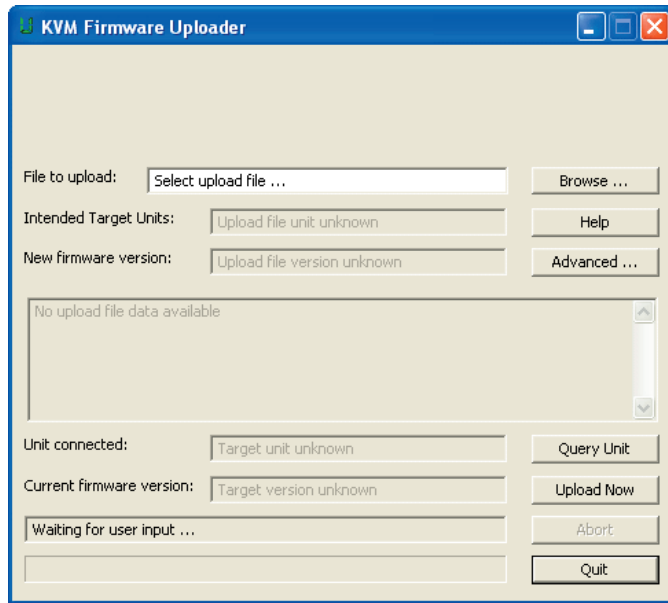 KVM Firmware Uploader
File to upload: Select upload file ... Browse ...
Intended Target Units: Upload file unit unknown Help
New firmware version: Upload file version unknown Advanced ...
No upload file data available
Unit connected: Target unit unknown Query Unit
Current firmware version: Target version unknown Upload Now
Waiting for user input ... Abort
Quit